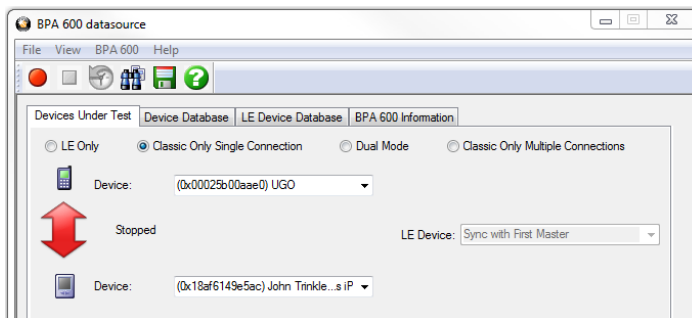 BPA 600 datasource
File View BPA 600 Help
Devices Under Test Device Database LE Device Database BPA 600 Information
LE Only Classic Only Single Connection Dual Mode Classic Only Multiple Connections
Device: (0x00025b00aae0) UGO
Stopped
LE Device: Sync with First Master
Device: (0x18af6149e5ac) John Trinkle...s iP